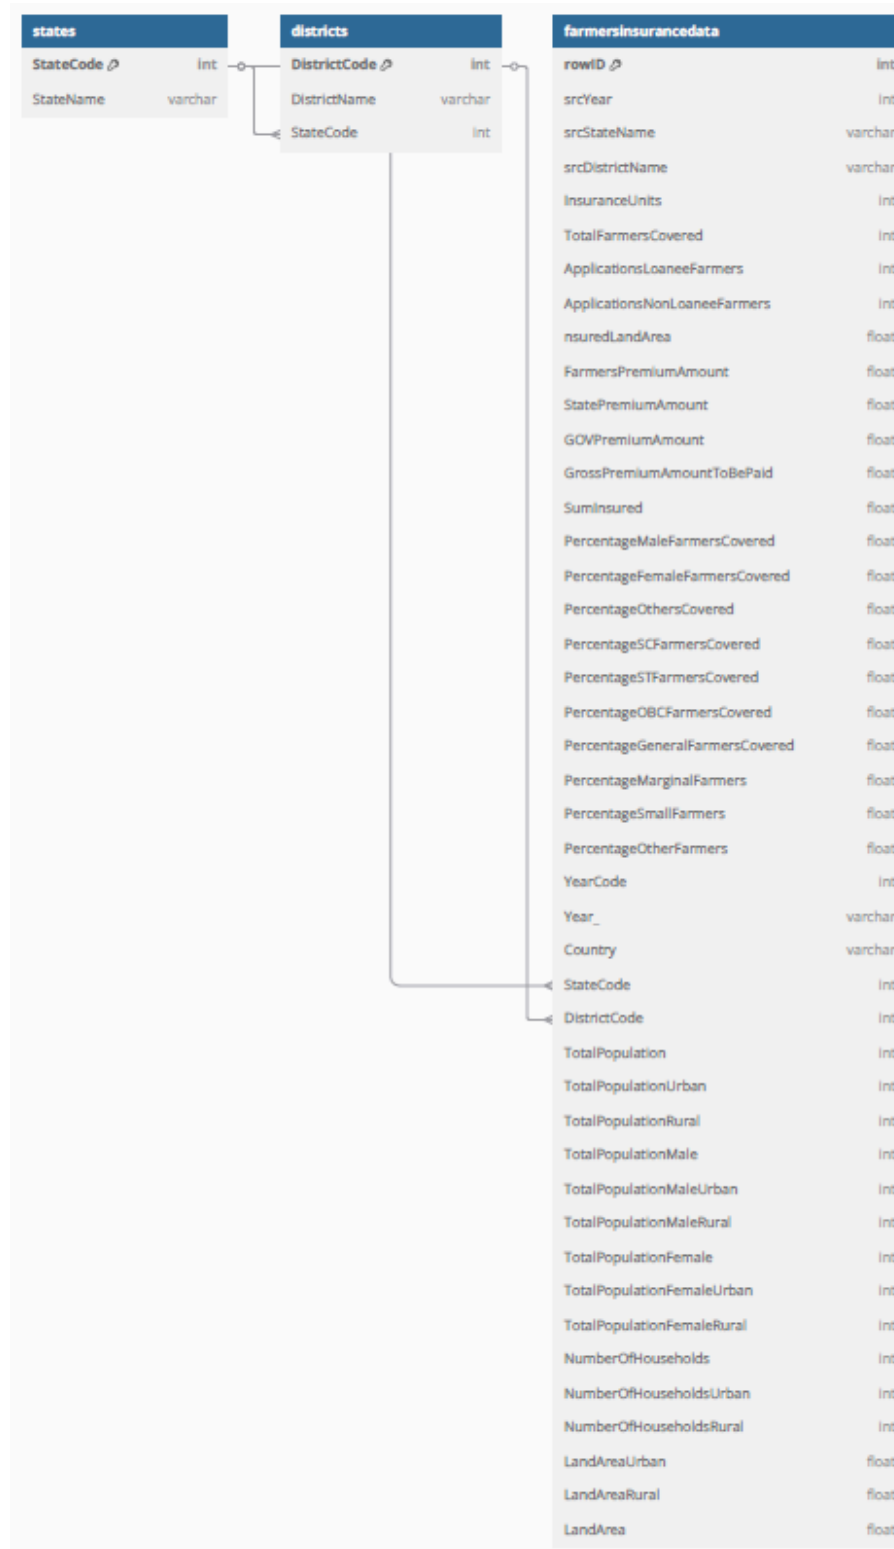 states
StateCode int
StateName varchar
districts
DistrictCode int
DistrictName varchar
StateCode int
farmersinsurancedata
rowID int
srcYear int
srcStateName varchar
srcDistrictName varchar
InsuranceUnits int
TotalFarmersCovered int
ApplicationsLoaneeFarmers int
ApplicationsNonLoaneeFarmers int
nsuredLandArea float
FarmersPremiumAmount float
StatePremiumAmount float
GOVPremiumAmount float
GrossPremiumAmountToBePaid float
SumInsured float
PercentageMaleFarmersCovered float
PercentageFemaleFarmersCovered float
PercentageOthersCovered float
PercentageSCFarmersCovered float
PercentageSTFarmersCovered float
PercentageOBCFarmersCovered float
PercentageGeneralFarmersCovered float
PercentageMarginalFarmers float
PercentageSmallFarmers float
PercentageOtherFarmers float
YearCode int
Year_ varchar
Country varchar
StateCode int
DistrictCode int
TotalPopulation int
TotalPopulationUrban int
TotalPopulationRural int
TotalPopulationMale int
TotalPopulationMaleUrban int
TotalPopulationMaleRural int
TotalPopulationFemale int
TotalPopulationFemaleUrban int
TotalPopulationFemaleRural int
NumberOfHouseholds int
NumberOfHouseholdsUrban int
NumberOfHouseholdsRural int
LandAreaUrban float
LandAreaRural float
LandArea float